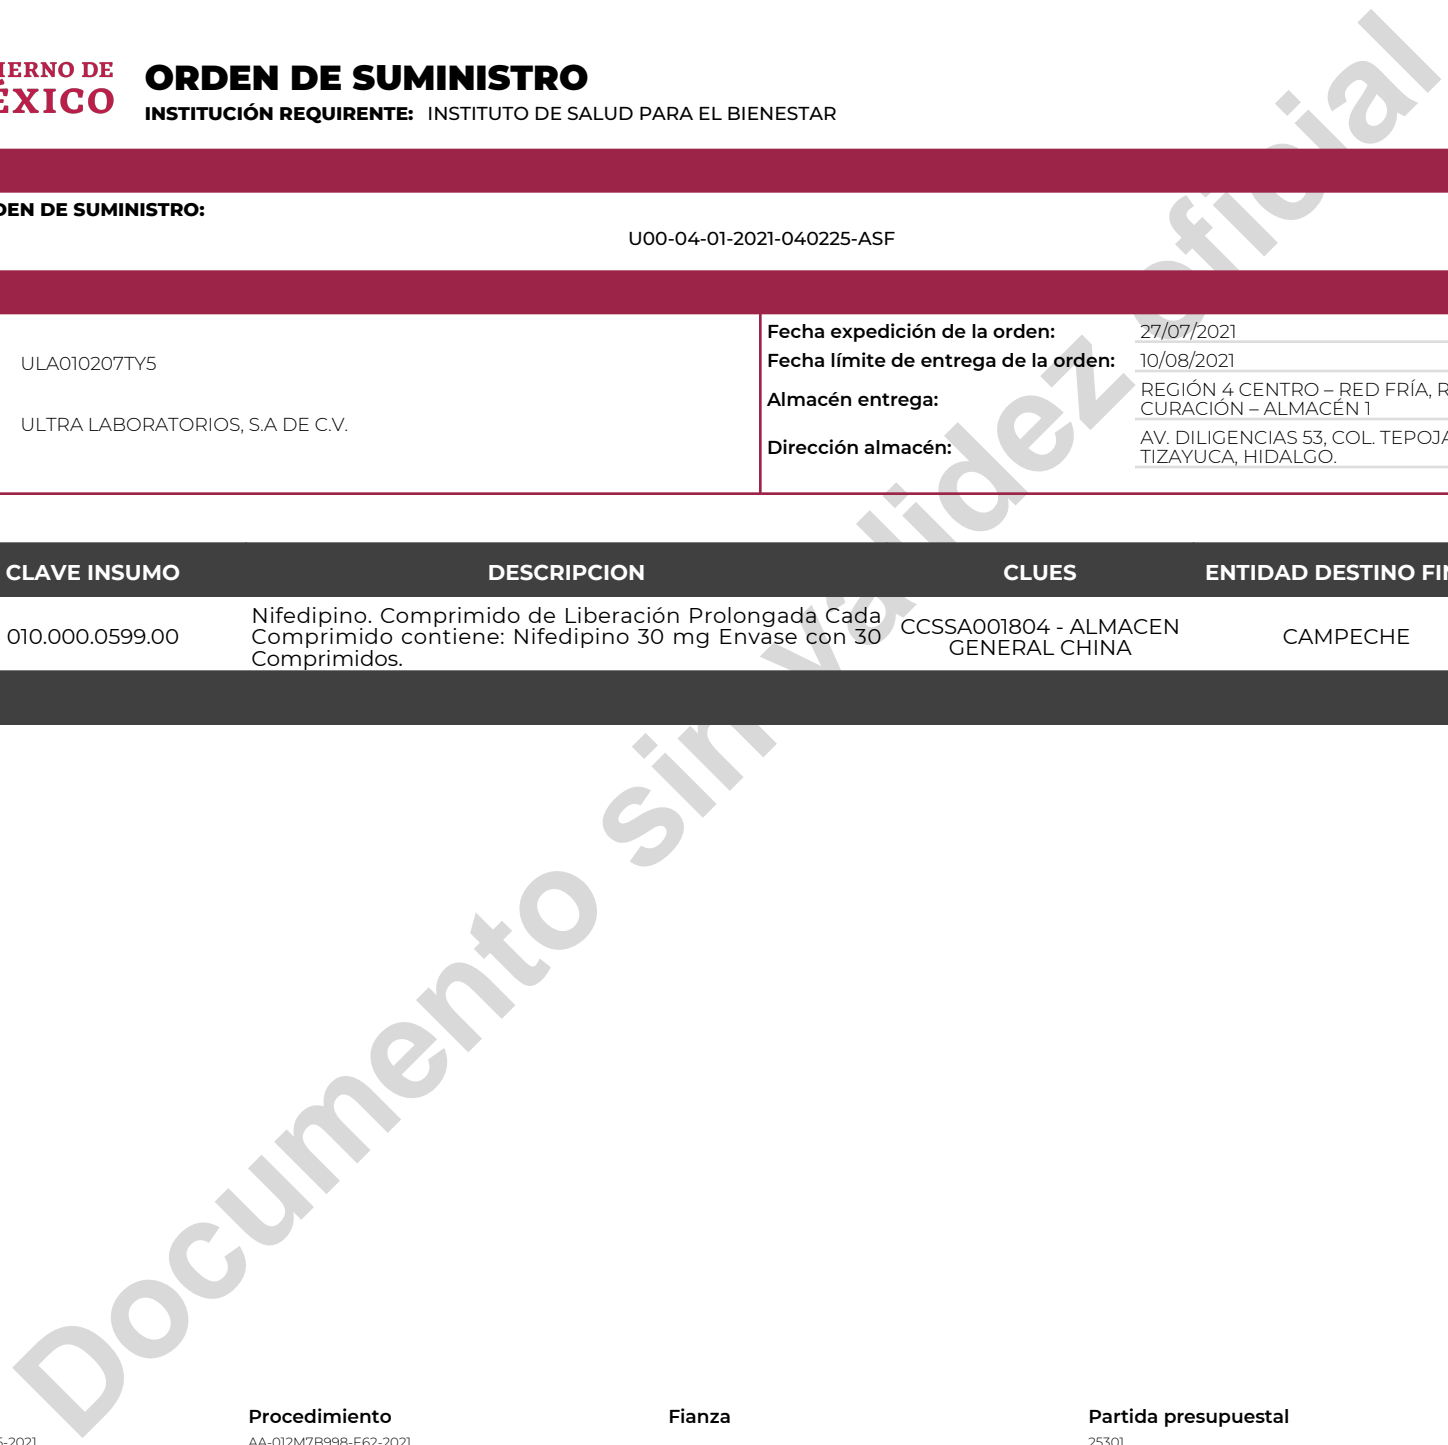 ORDEN DE SUMINISTRO
INSTITUCIÓN REQUIRENTE: INSTITUTO DE SALUD PARA EL BIENESTAR
DE
DE SUMINISTRO:
U00-04-01-2021-040225-ASF
ULA010207TY5
ULTRA LABORATORIOS, S.A DE C.V.
Fecha expedición de la orden: 27/07/2021
Fecha límite de entrega de la orden: 10/08/2021
Almacén entrega: REGIÓN 4 CENTRO – RED FRÍA,
CURACIÓN – ALMACÉN 1
Dirección almacén: AV. DILIGENCIAS 53, COL.
TIZAYUCA, HIDALGO.
CLAVE INSUMO DESCRIPCION CLUES ENTIDAD DESTINO
010.000.0599.00
Nifedipino. Comprimido de Liberación Prolongada Cada
Comprimido contiene: Nifedipino 30 mg Envase con 30
Comprimidos.
CCSSA001804 - ALMACEN
GENERAL CHINA
CAMPECHE
Documento sin validez oficial
Procedimiento Fianza Partida presupuestal
AA-012M7B998-E62-2021 25301